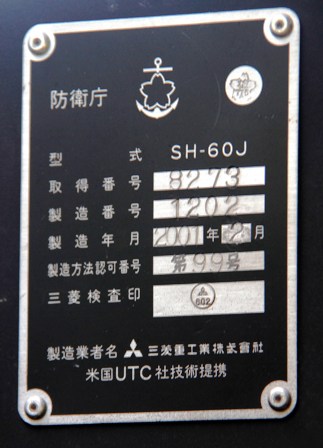 防衛庁
型 式 SH-60J
取得番号 8273
製造番号 1202
製造年月 2001年2月
製造方法認可番号 第99号
三菱検査印 602
製造業者名 三菱重工業株式会社
米国UTC社技術提携